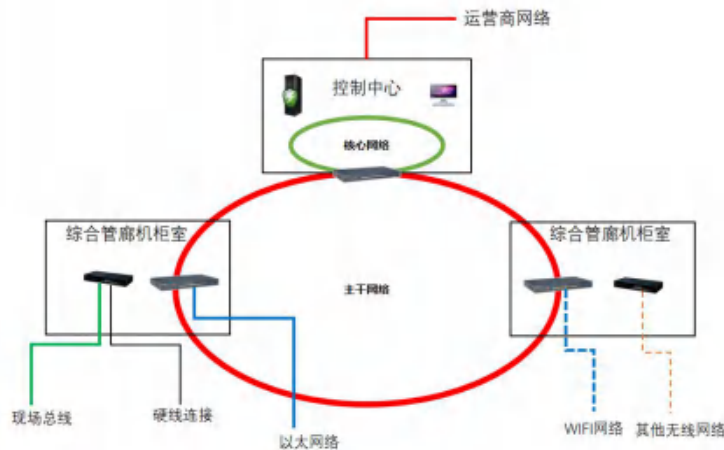 运营商网络
控制中心
核心网络
综合管廊机柜室
综合管廊机柜室
主干网络
现场总线
硬线连接
以太网络
WIFI网络
其他无线网络